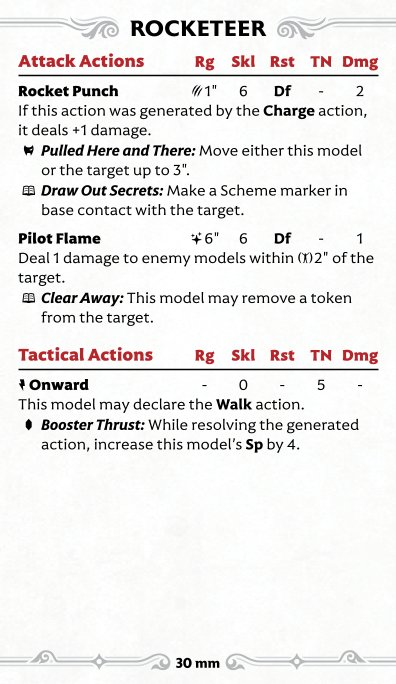 ROCKETEER
Attack Actions Rg Skl Rst TN Dmg
Rocket Punch 1" 6 Df - 2
If this action was generated by the Charge action,
it deals +1 damage.
Pulled Here and There: Move either this model
or the target up to 3".
Draw Out Secrets: Make a Scheme marker in
base contact with the target.
Pilot Flame 6" 6 Df - 1
Deal 1 damage to enemy models within 2" of the
target.
Clear Away: This model may remove a token
from the target.
Tactical Actions Rg Skl Rst TN Dmg
Onward - 0 - 5 -
This model may declare the Walk action.
Booster Thrust: While resolving the generated
action, increase this model's Sp by 4.
30 mm